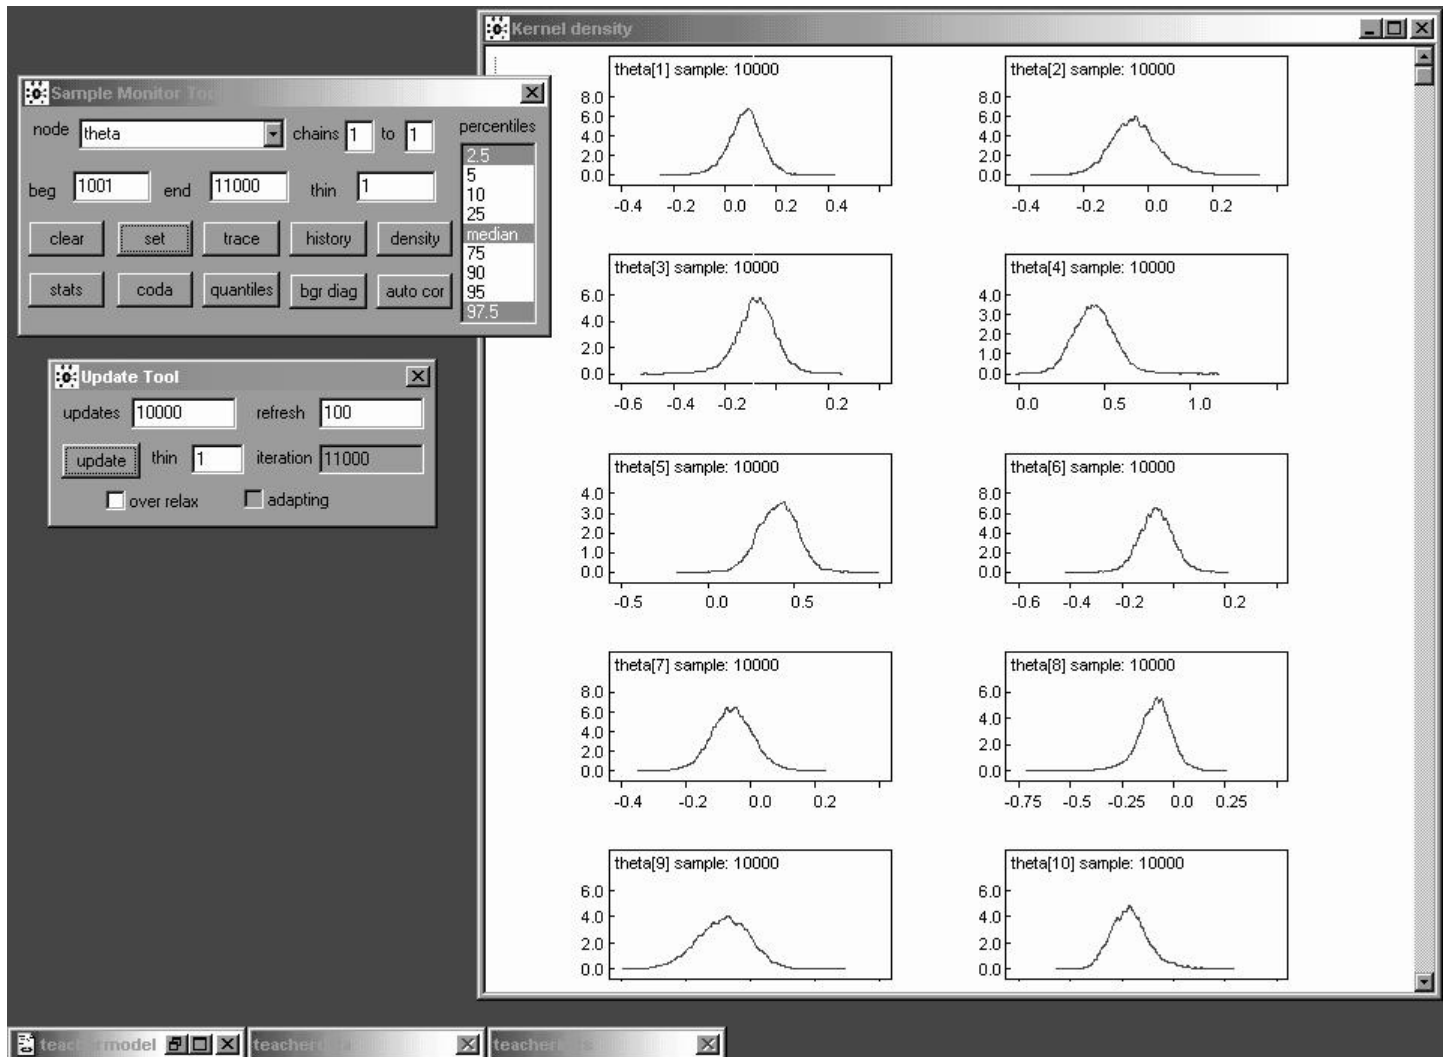 Kernel density
Sample Monitor Tool
node theta chains 1 to 1 percentiles
2.5
5
10
25
median
75
90
95
97.5
beg 1001 end 11000 thin 1
clear set trace history density
stats coda quantiles bgr diag auto cor
Update Tool
updates 10000 refresh 100
update thin 1 iteration 11000
over relax adapting
theta[1] sample: 10000
8.0
6.0
4.0
2.0
0.0
-0.4 -0.2 0.0 0.2 0.4
theta[2] sample: 10000
8.0
6.0
4.0
2.0
0.0
-0.4 -0.2 0.0 0.2
theta[3] sample: 10000
6.0
4.0
2.0
0.0
-0.6 -0.4 -0.2 0.2
theta[4] sample: 10000
4.0
3.0
2.0
1.0
0.0
0.0 0.5 1.0
theta[5] sample: 10000
4.0
3.0
2.0
1.0
0.0
-0.5 0.0 0.5
theta[6] sample: 10000
8.0
6.0
4.0
2.0
0.0
-0.6 -0.4 -0.2 0.2
theta[7] sample: 10000
8.0
6.0
4.0
2.0
0.0
-0.4 -0.2 0.0 0.2
theta[8] sample: 10000
6.0
4.0
2.0
0.0
-0.75 -0.5 -0.25 0.0 0.25
theta[9] sample: 10000
6.0
4.0
2.0
0.0
theta[10] sample: 10000
6.0
4.0
2.0
0.0
teachermodel